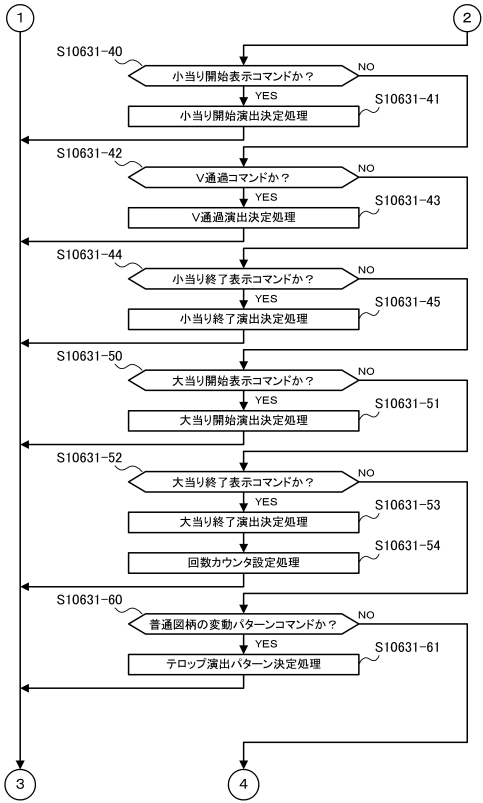 1
2
S10631-40
小当り開始表示コマンドか？
NO
YES
S10631-41
小当り開始演出決定処理
S10631-42
V通過コマンドか？
NO
YES
S10631-43
V通過演出決定処理
S10631-44
小当り終了表示コマンドか？
NO
YES
S10631-45
小当り終了演出決定処理
S10631-50
大当り開始表示コマンドか？
NO
YES
S10631-51
大当り開始演出決定処理
S10631-52
大当り終了表示コマンドか？
NO
YES
S10631-53
大当り終了演出決定処理
S10631-54
回数カウンタ設定処理
S10631-60
普通図柄の変動パターンコマンドか？
NO
YES
S10631-61
テロップ演出パターン決定処理
3
4